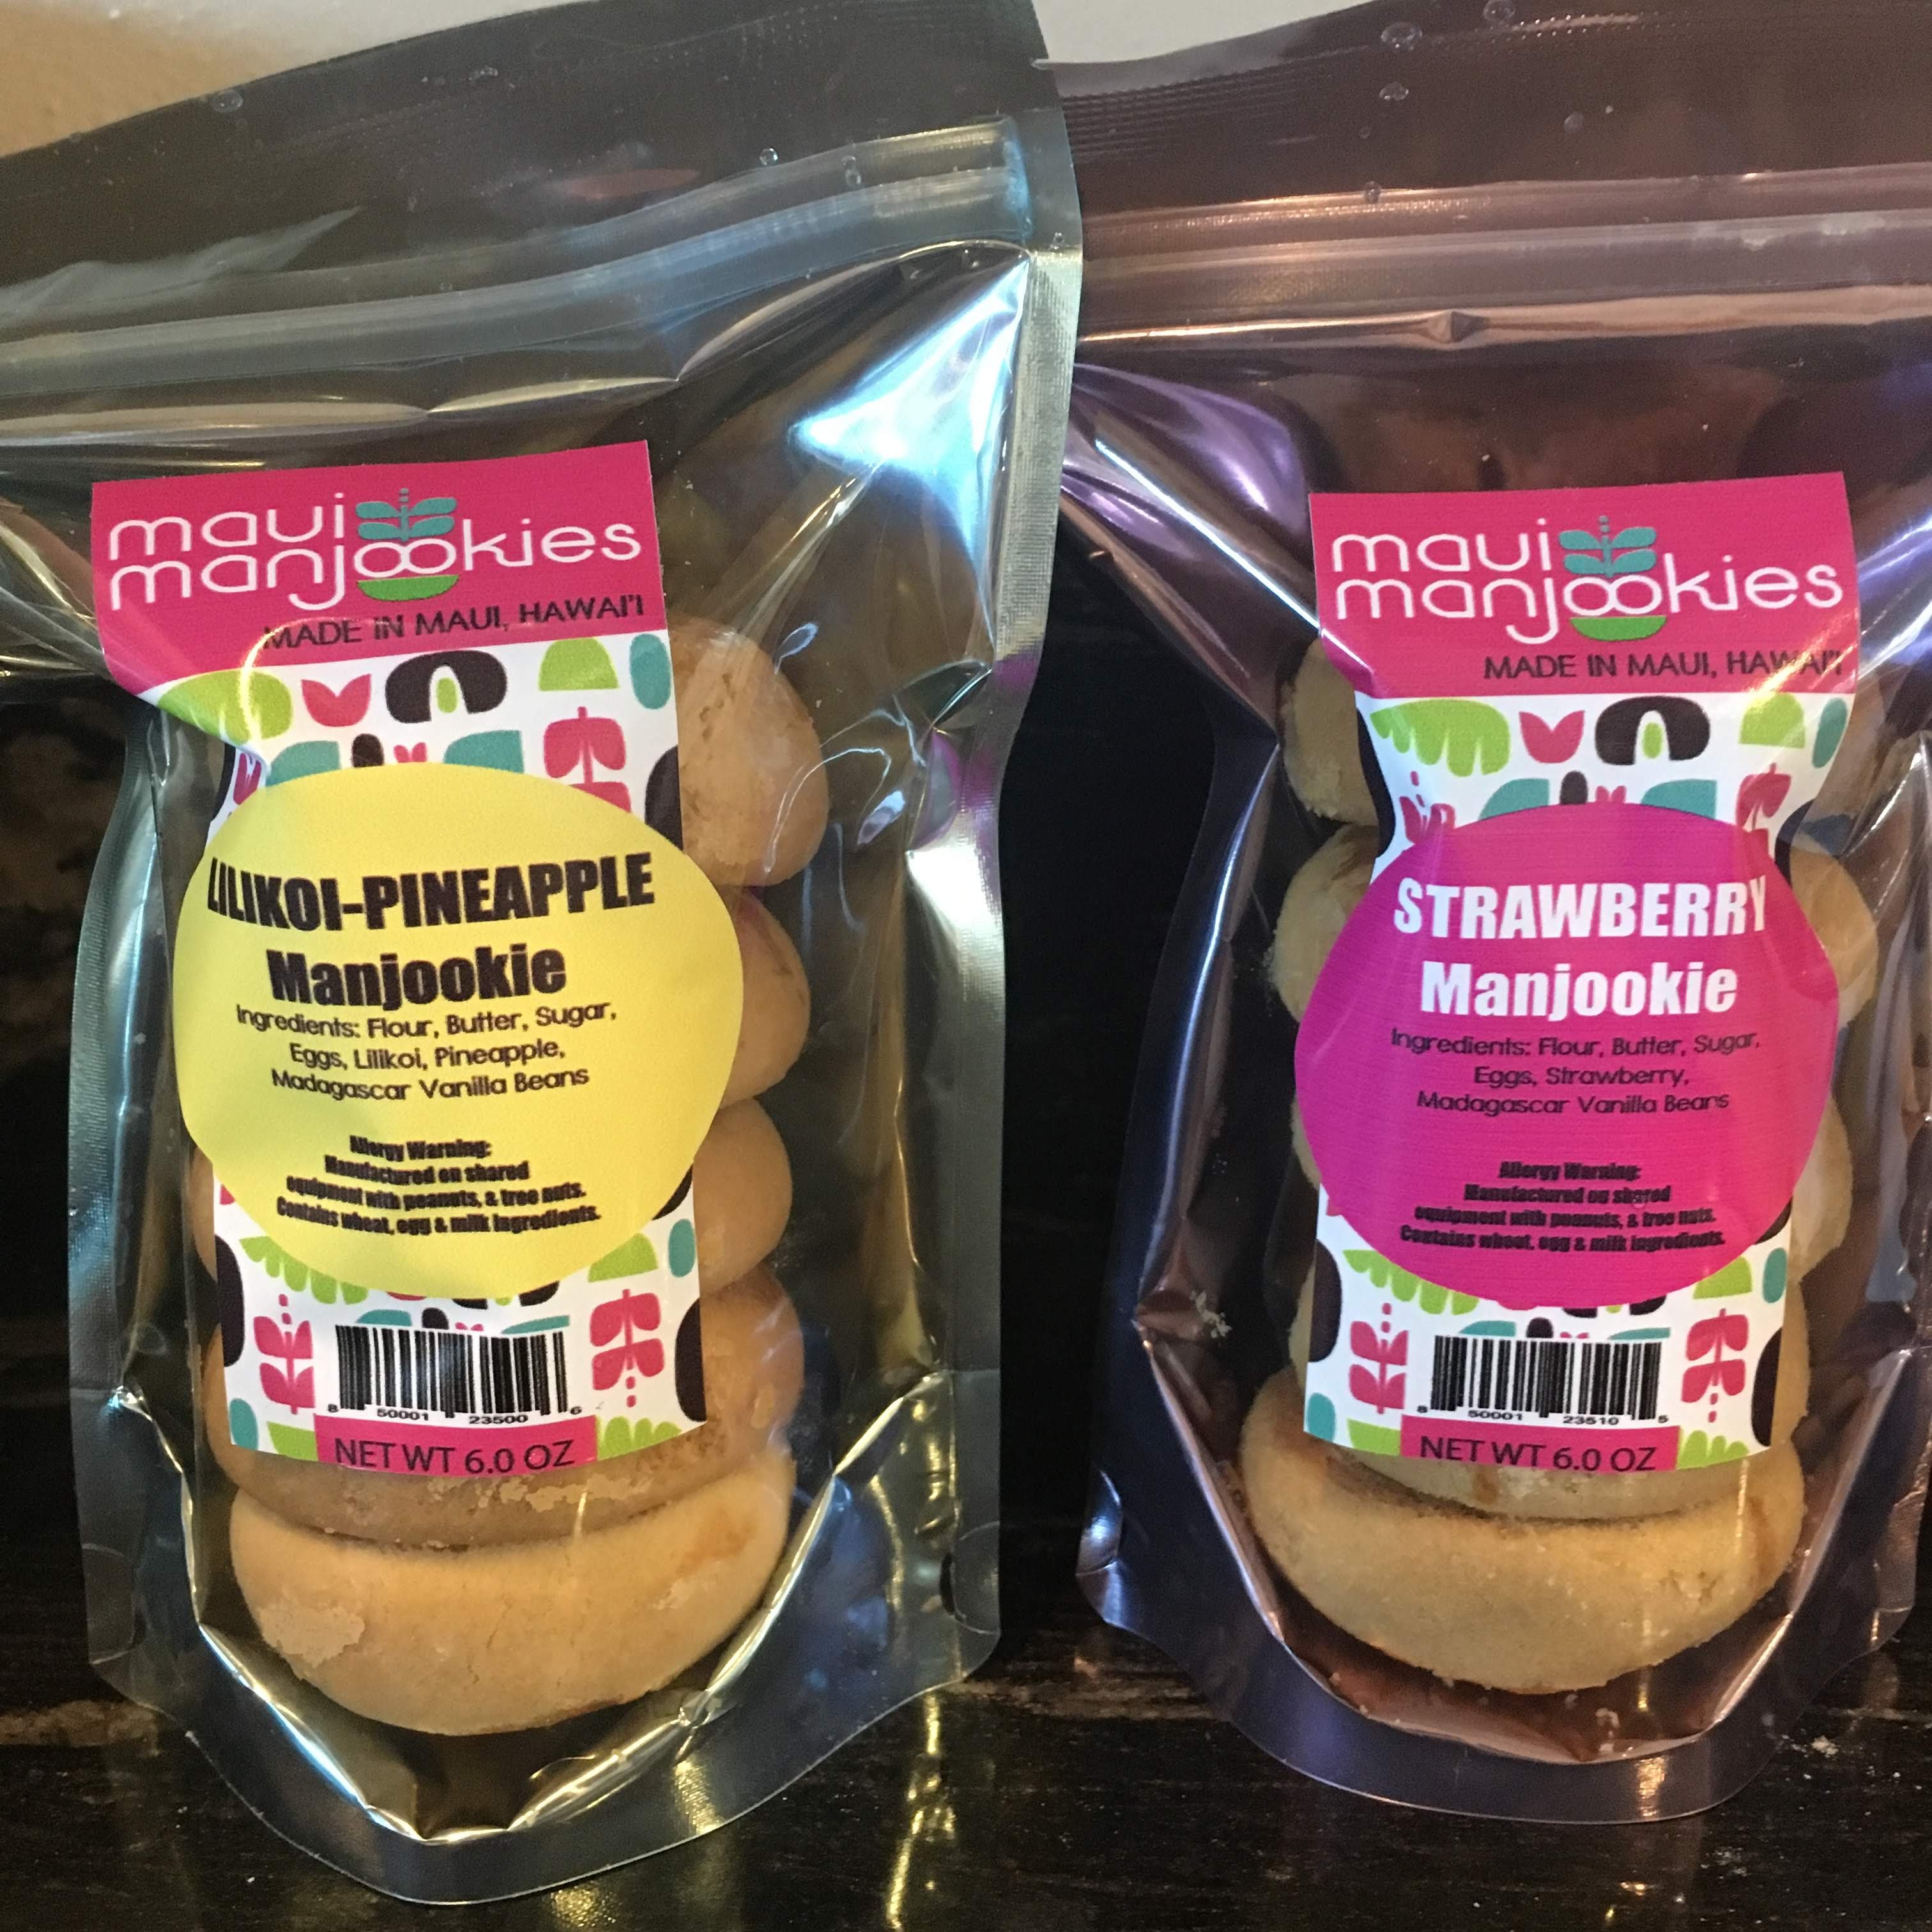 maui
manjookies
MADE IN MAUI, HAWAI'I
LILIKOI-PINEAPPLE
Manjookie
Ingredients: Flour, Butter, Sugar,
Eggs, Lilikoi, Pineapple,
Madagascar Vanilla Beans
Allergy Warning:
Manufactured on shared
equipment with peanuts, & tree nuts.
Contains wheat, egg & milk ingredients.
8 50001 23500 6
NET WT 6.0 OZ
maui
manjookies
MADE IN MAUI, HAWAI'I
STRAWBERRY
Manjookie
Ingredients: Flour, Butter, Sugar,
Eggs, Strawberry,
Madagascar Vanilla Beans
Allergy Warning:
Manufactured on shared
equipment with peanuts, & tree nuts.
Contains wheat, egg & milk ingredients.
8 50001 23510 5
NET WT 6.0 OZ